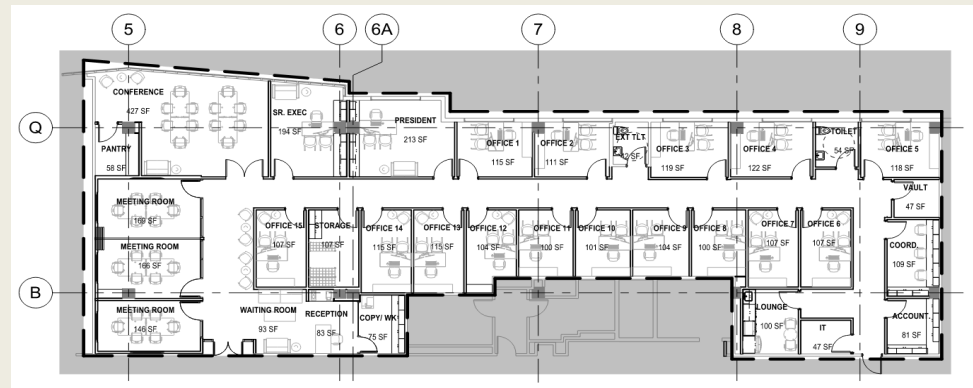 5 6 6A 7 8 9
Q
B
CONFERENCE
427 SF
SR. EXEC
194 SF
PRESIDENT
213 SF
OFFICE 1
115 SF
OFFICE 2
111 SF
EXT TLT
OFFICE 3
119 SF
OFFICE 4
122 SF
TOILET
54 SF
OFFICE 5
118 SF
PANTRY
58 SF
VAULT
47 SF
MEETING ROOM
169 SF
MEETING ROOM
166 SF
MEETING ROOM
146 SF
OFFICE 15
107 SF
STORAGE
107 SF
OFFICE 14
115 SF
OFFICE 13
115 SF
OFFICE 12
104 SF
OFFICE 11
100 SF
OFFICE 10
101 SF
OFFICE 9
104 SF
OFFICE 8
100 SF
OFFICE 7
107 SF
OFFICE 6
107 SF
COORD.
109 SF
WAITING ROOM
93 SF
RECEPTION
83 SF
COPY/ WK
75 SF
LOUNGE
100 SF
IT
47 SF
ACCOUNT.
81 SF